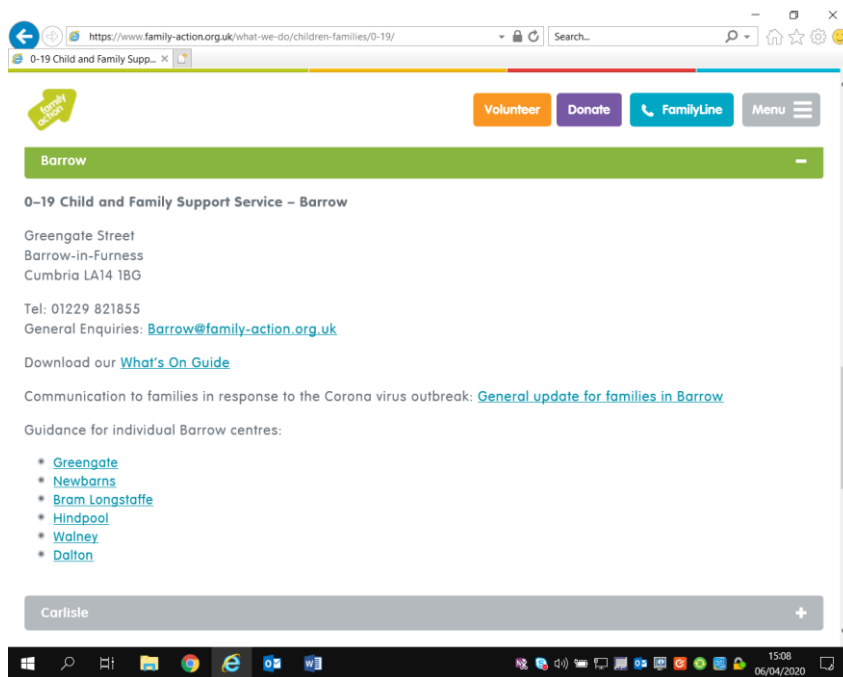 https://www.family-action.org.uk/what-we-do/children-families/0-19/
Search...
0-19 Child and Family Supp...
family
action
Volunteer
Donate
FamilyLine
Menu
Barrow
0–19 Child and Family Support Service – Barrow
Greengate Street
Barrow-in-Furness
Cumbria LA14 1BG
Tel: 01229 821855
General Enquiries: Barrow@family-action.org.uk
Download our What's On Guide
Communication to families in response to the Corona virus outbreak: General update for families in Barrow
Guidance for individual Barrow centres:
Greengate
Newbarns
Bram Longstaffe
Hindpool
Walney
Dalton
Carlisle
15:08
06/04/2020